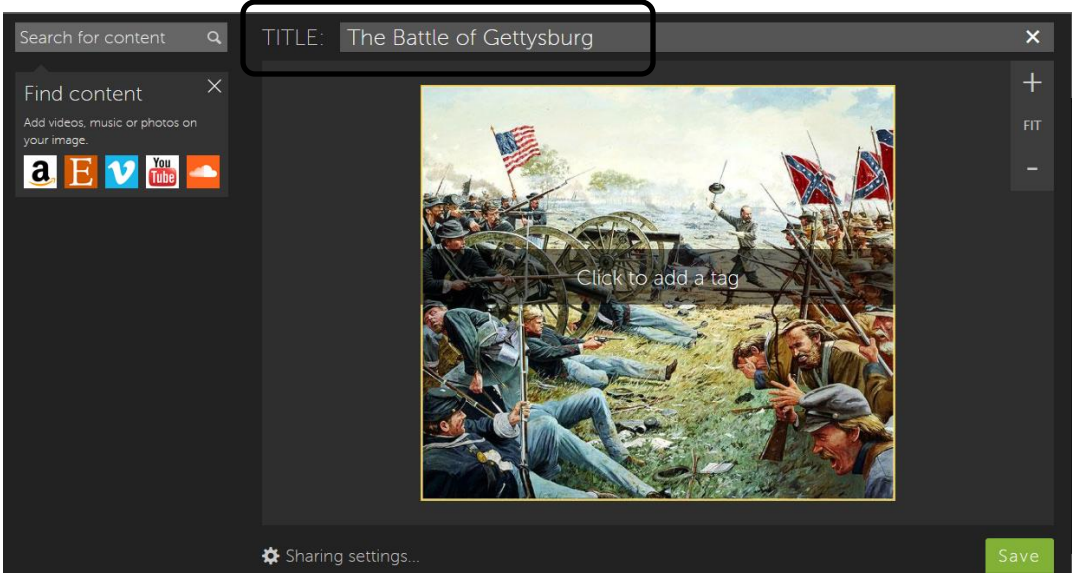 Search for content
TITLE: The Battle of Gettysburg
Find content
Add videos, music or photos on
your image.
a E V You
Tube
+
FIT
-
Click to add a tag
Sharing settings...
Save